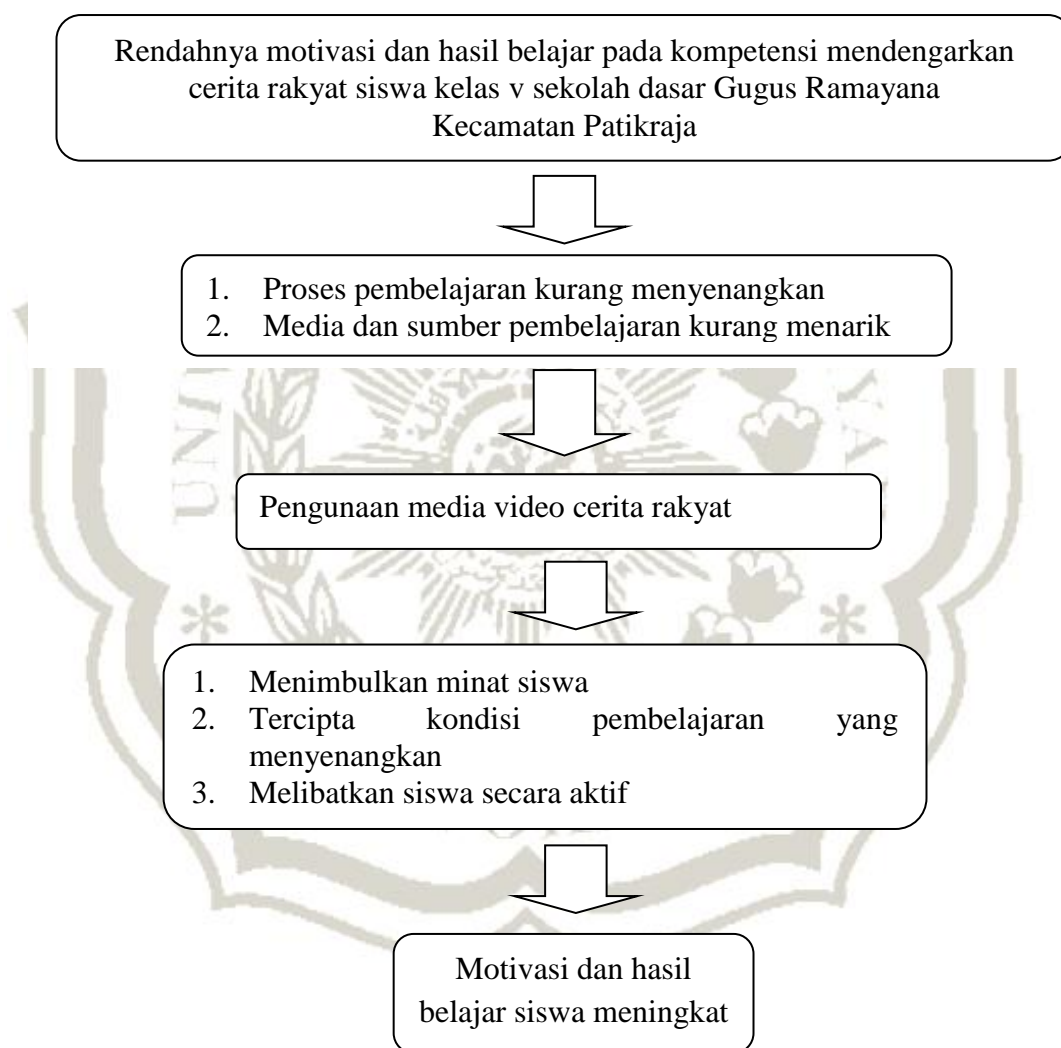 Rendahnya motivasi dan hasil belajar pada kompetensi mendengarkan
cerita rakyat siswa kelas v sekolah dasar Gugus Ramayana
Kecamatan Patikraja
1. Proses pembelajaran kurang menyenangkan
2. Media dan sumber pembelajaran kurang menarik
Pengunaan media video cerita rakyat
1. Menimbulkan minat siswa
2. Tercipta kondisi pembelajaran yang
menyenangkan
3. Melibatkan siswa secara aktif
Motivasi dan hasil
belajar siswa meningkat